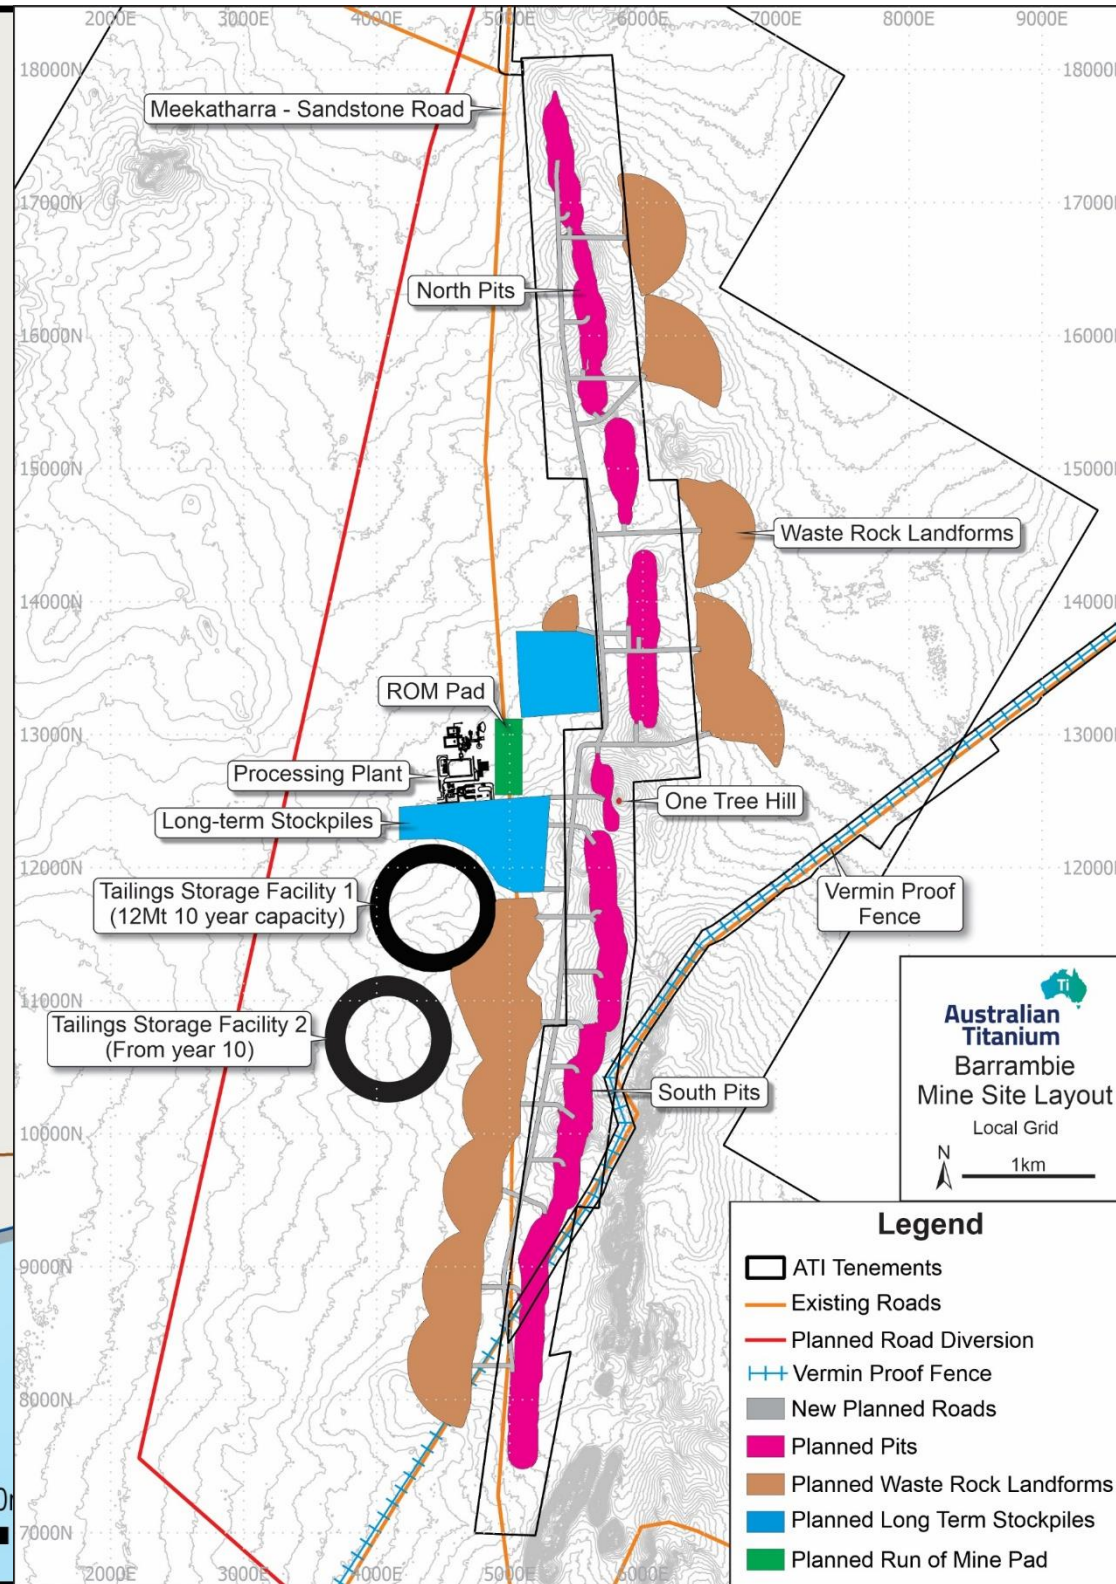 2000E 3000E 4000E 5000E 6000E 7000E 8000E 9000E
18000N 18000N
Meekatharra - Sandstone Road
17000N 17000N
North Pits
16000N 16000N
15000N 15000N
Waste Rock Landforms
14000N 14000N
ROM Pad
13000N 13000N
Processing Plant
One Tree Hill
Long-term Stockpiles
12000N 12000N
Tailings Storage Facility 1
(12Mt 10 year capacity)
Vermin Proof
Fence
11000N
Tailings Storage Facility 2
(From year 10)
South Pits
10000N
9000N
8000N
7000N
2000E 3000E 4000E 5000E 6000E
Ti
Australian
Titanium
Barrambie
Mine Site Layout
Local Grid
N
1km
Legend
ATI Tenements
Existing Roads
Planned Road Diversion
Vermin Proof Fence
New Planned Roads
Planned Pits
Planned Waste Rock Landforms
Planned Long Term Stockpiles
Planned Run of Mine Pad